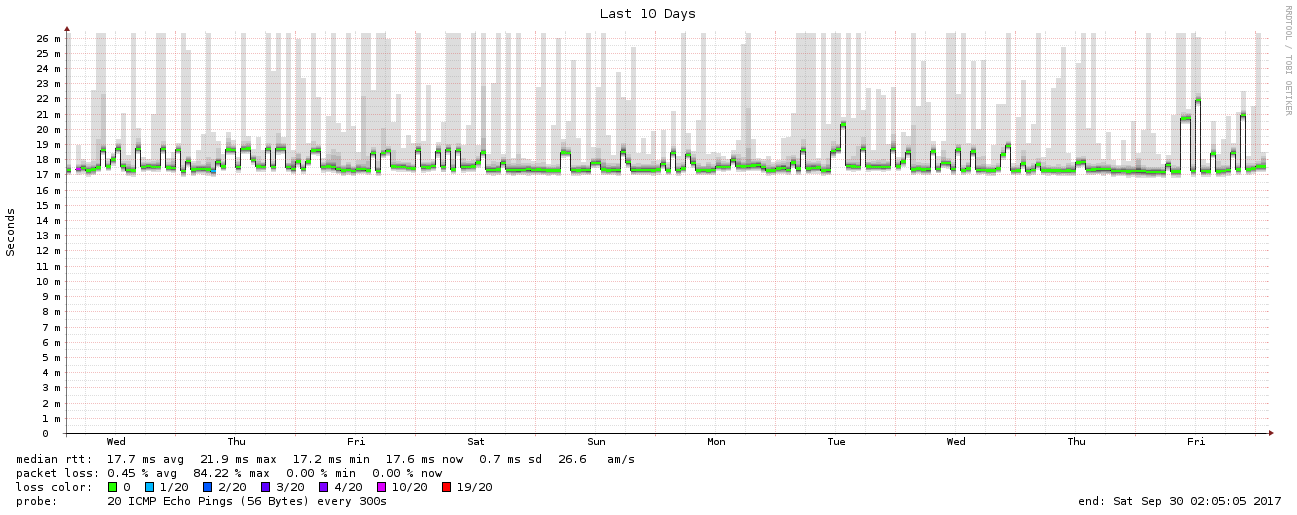 Last 10 Days
RRDTOOL / TOBI OETIKER
Seconds
26 m
25 m
24 m
23 m
22 m
21 m
20 m
19 m
18 m
17 m
16 m
15 m
14 m
13 m
12 m
11 m
10 m
9 m
8 m
7 m
6 m
5 m
4 m
3 m
2 m
1 m
0
Wed Thu Fri Sat Sun Mon Tue Wed Thu Fri
median rtt: 17.7 ms avg 21.9 ms max 17.2 ms min 17.6 ms now 0.7 ms sd 26.6 am/s
packet loss: 0.45 % avg 84.22 % max 0.00 % min 0.00 % now
loss color: 0 1/20 2/20 3/20 4/20 10/20 19/20
probe: 20 ICMP Echo Pings (56 Bytes) every 300s end: Sat Sep 30 02:05:05 2017